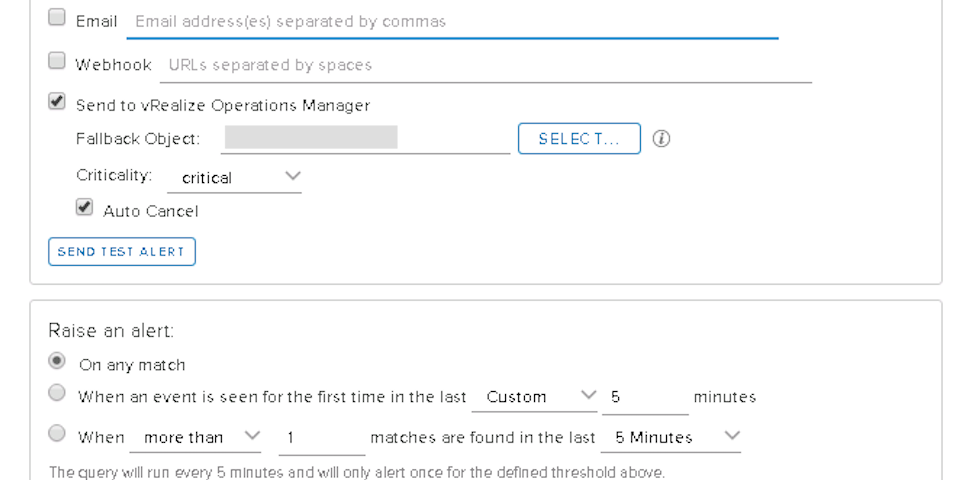 Email Email address(es) separated by commas
Webhook URLs separated by spaces
Send to vRealize Operations Manager
Fallback Object: SELECT... i
Criticality: critical
Auto Cancel
SEND TEST ALERT
Raise an alert:
On any match
When an event is seen for the first time in the last Custom 5 minutes
When more than 1 matches are found in the last 5 Minutes
The query will run every 5 minutes and will only alert once for the defined threshold above.